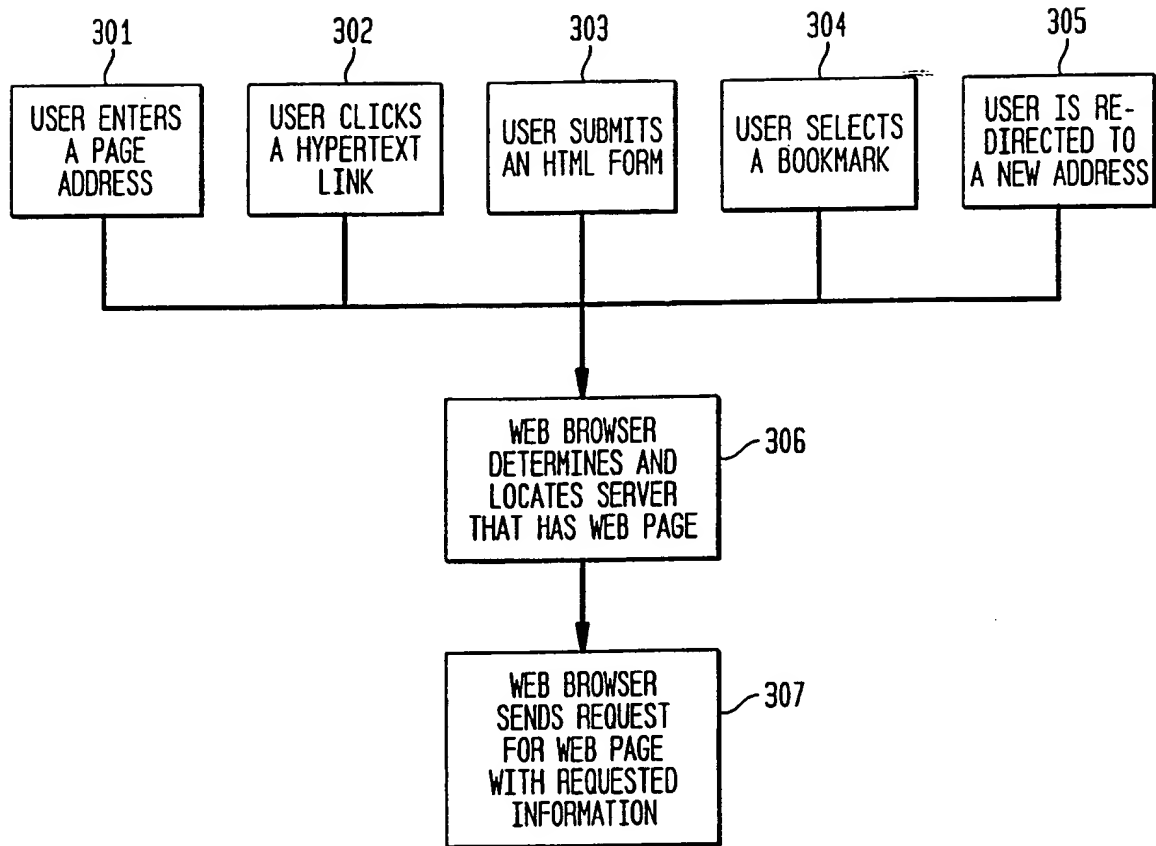 301
302
303
304
305
USER ENTERS
A PAGE
ADDRESS
USER CLICKS
A HYPERTEXT
LINK
USER SUBMITS
AN HTML FORM
USER SELECTS
A BOOKMARK
USER IS RE-
DIRECTED TO
A NEW ADDRESS
WEB BROWSER
DETERMINES AND
LOCATES SERVER
THAT HAS WEB PAGE
306
WEB BROWSER
SENDS REQUEST
FOR WEB PAGE
WITH REQUESTED
INFORMATION
307